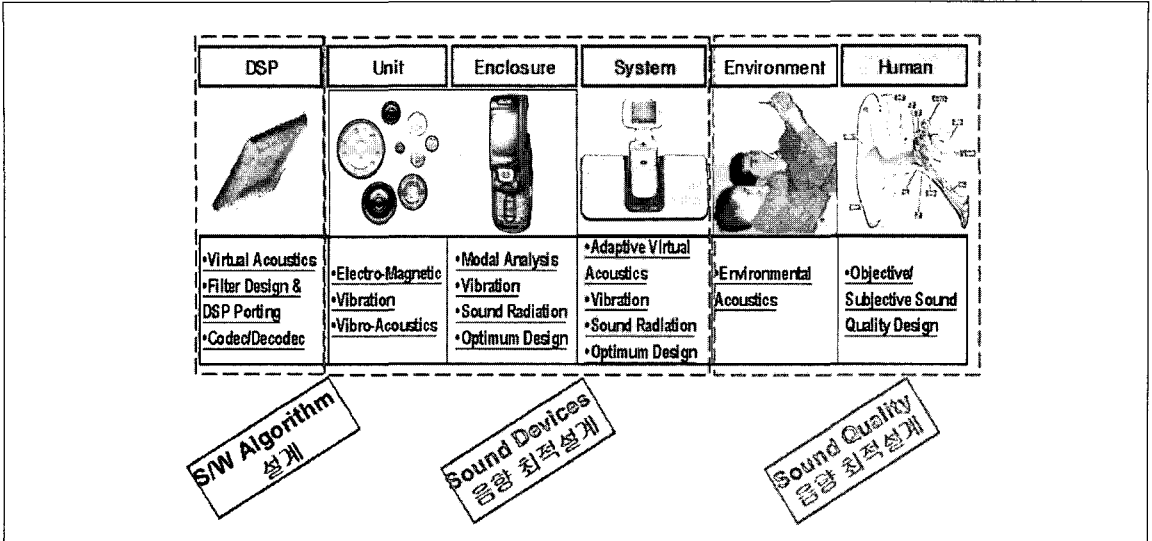 DSP
Unit
Enclosure
System
Environment
Human
•Virtual Acoustics
•Filter Design &
DSP Porting
•Codec/Decodec
•Electro-Magnetic
•Vibration
•Vibro-Acoustics
•Modal Analysis
•Vibration
•Sound Radiation
•Optimum Design
•Adaptive Virtual
Acoustics
•Vibration
•Sound Radiation
•Optimum Design
•Environmental
Acoustics
•Objective/
Subjective Sound
Quality Design
S/W Algorithm
설계
Sound Devices
음향 최적설계
Sound Quality
음양 최적설계